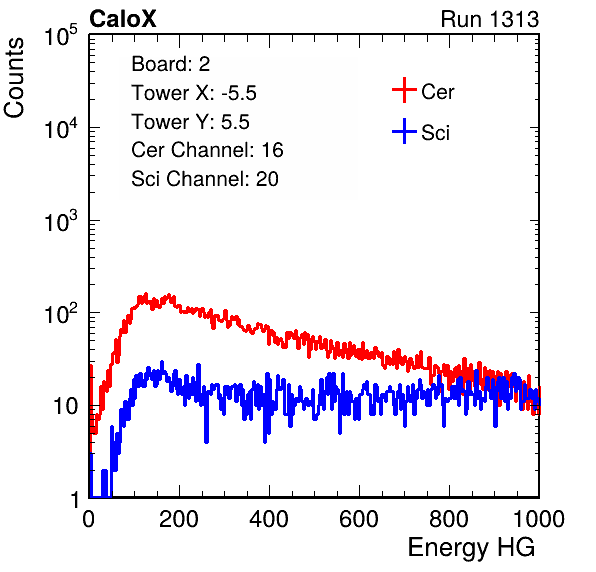 CaloX
Run 1313
Counts
Board: 2
Tower X: -5.5
Tower Y: 5.5
Cer Channel: 16
Sci Channel: 20
Cer
Sci
10^5
10^4
10^3
10^2
10
1
0 200 400 600 800 1000
Energy HG